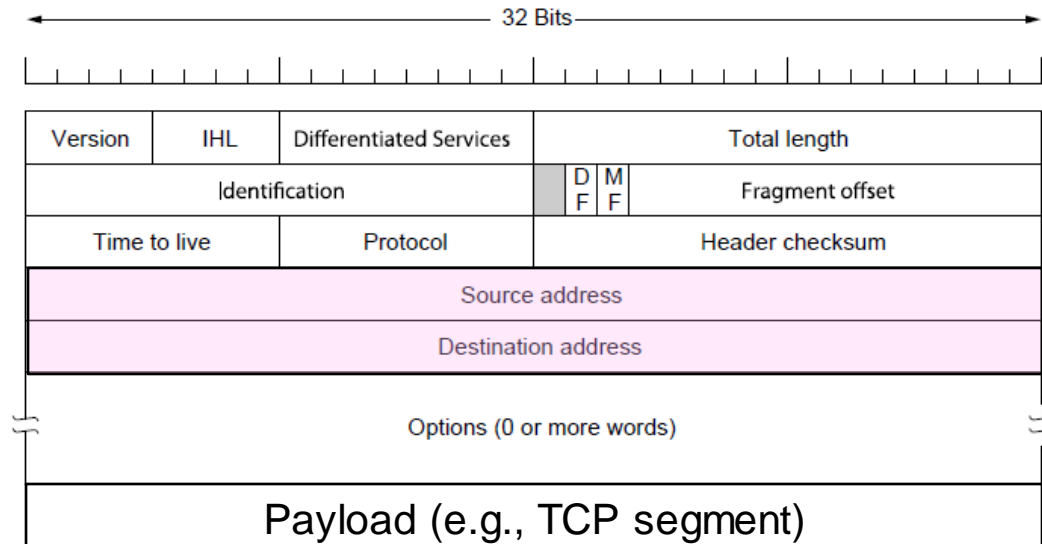 32 Bits
Version IHL Differentiated Services Total length
Identification D F M F Fragment offset
Time to live Protocol Header checksum
Source address
Destination address
Options (0 or more words)
Payload (e.g., TCP segment)